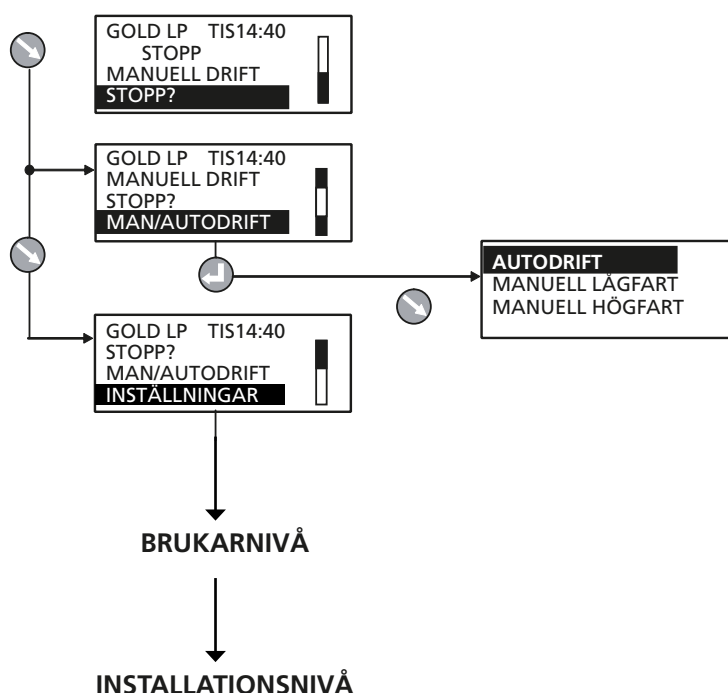 GOLD LP TIS14:40
STOPP
MANUELL DRIFT
STOPP?
GOLD LP TIS14:40
MANUELL DRIFT
STOPP?
MAN/AUTODRIFT
AUTODRIFT
MANUELL LÅGFART
MANUELL HÖGFART
GOLD LP TIS14:40
STOPP?
MAN/AUTODRIFT
INSTÄLLNINGAR
BRUKARNIVÅ
INSTALLATIONSNIVÅ